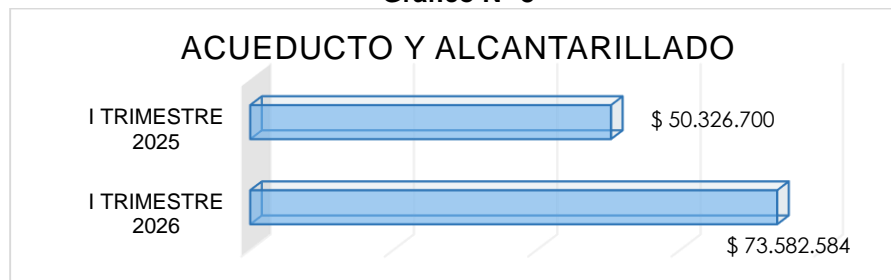 ACUEDUCTO Y ALCANTARILLADO
I TRIMESTRE
2025
$ 50.326.700
I TRIMESTRE
2026
$ 73.582.584